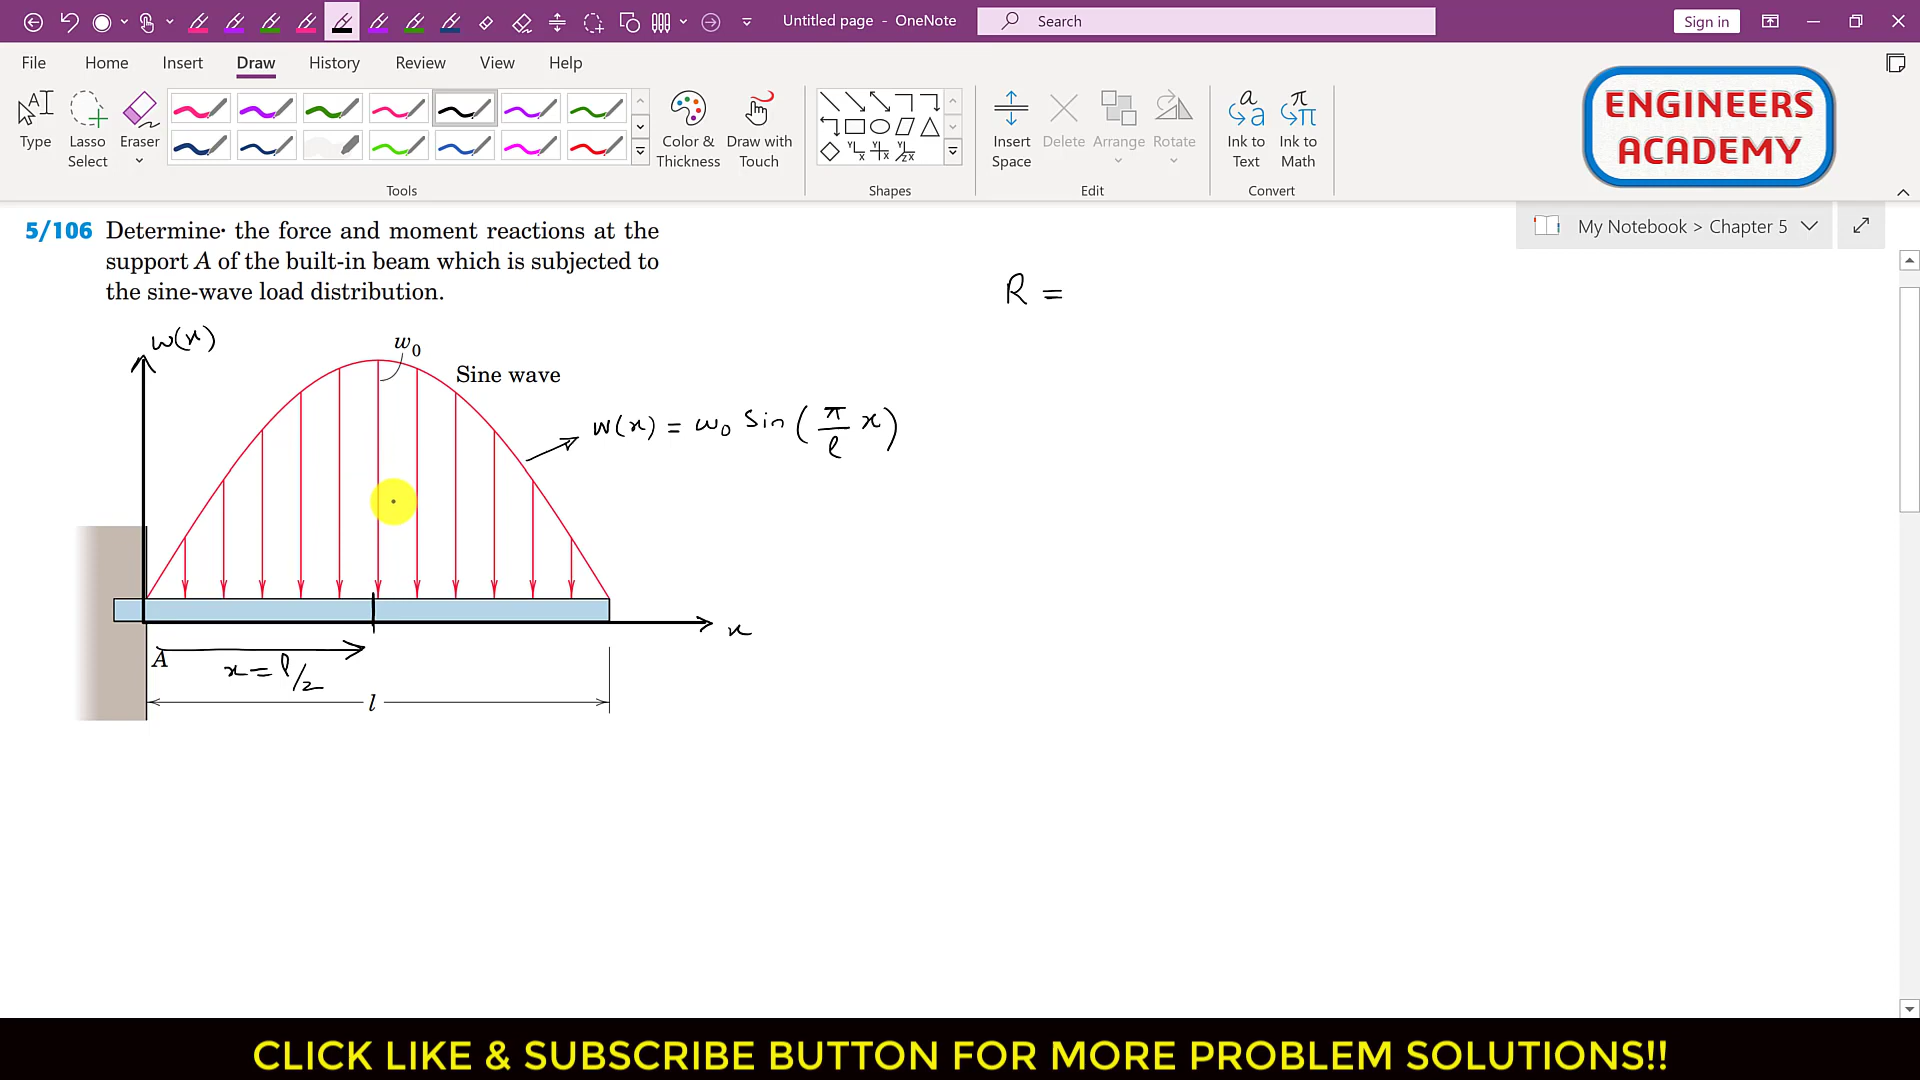 Untitled page - OneNote
Search
Sign in
File Home Insert Draw History Review View Help
Type
Lasso Select
Eraser
Color & Thickness
Draw with Touch
Insert Space
Delete
Arrange
Rotate
Ink to Text
Ink to Math
Tools
Shapes
Edit
Convert
ENGINEERS
ACADEMY
My Notebook > Chapter 5
5/106 Determine· the force and moment reactions at the
support A of the built-in beam which is subjected to
the sine-wave load distribution.
R =
w(x)
w0
Sine wave
w(x) = w0 Sin(π/l x)
x
A
x = l/2
l
CLICK LIKE & SUBSCRIBE BUTTON FOR MORE PROBLEM SOLUTIONS!!